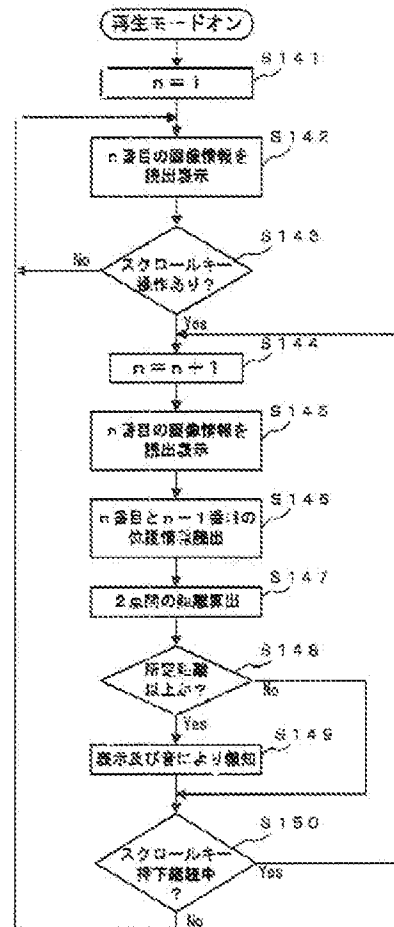 再生モードオン
S141
n=1
S142
n番目の画像情報を
読出表示
S143
スクロールキー
操作あり?
No
Yes
S144
n=n+1
S145
n番目の画像情報を
読出表示
S146
n番目とn-1番目の
位置情報読出
S147
2点間の距離算出
S148
所定距離
以上か?
No
Yes
S149
表示及び音により報知
S150
スクロールキー
押下継続中
?
Yes
No